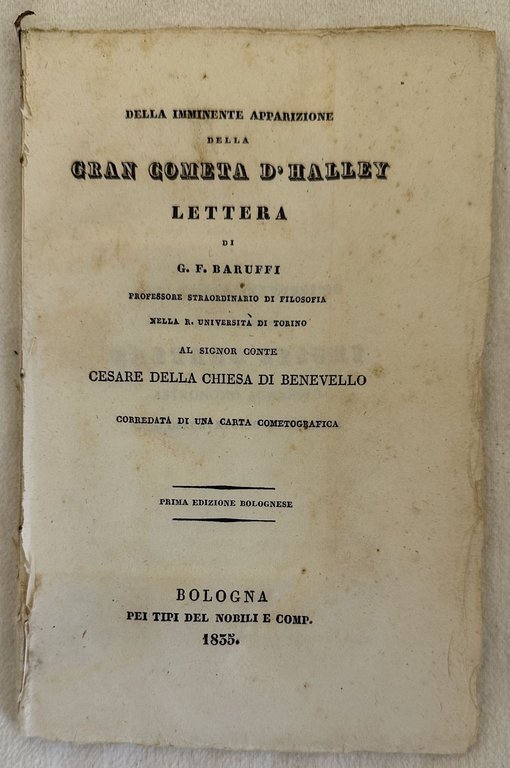 DELLA IMMINENTE APPARIZIONE
DELLA
GRAN COMETA D'HALLEY
LETTERA
DI
G. F. BARUFFI
PROFESSORE STRAORDINARIO DI FILOSOFIA
NELLA R. UNIVERSITÀ DI TORINO
AL SIGNOR CONTE
CESARE DELLA CHIESA DI BENEVELLO
CORREDATA DI UNA CARTA COMETOGRAFICA
PRIMA EDIZIONE BOLOGNESE
BOLOGNA
PEI TIPI DEL NOBILI E COMP.
1835.